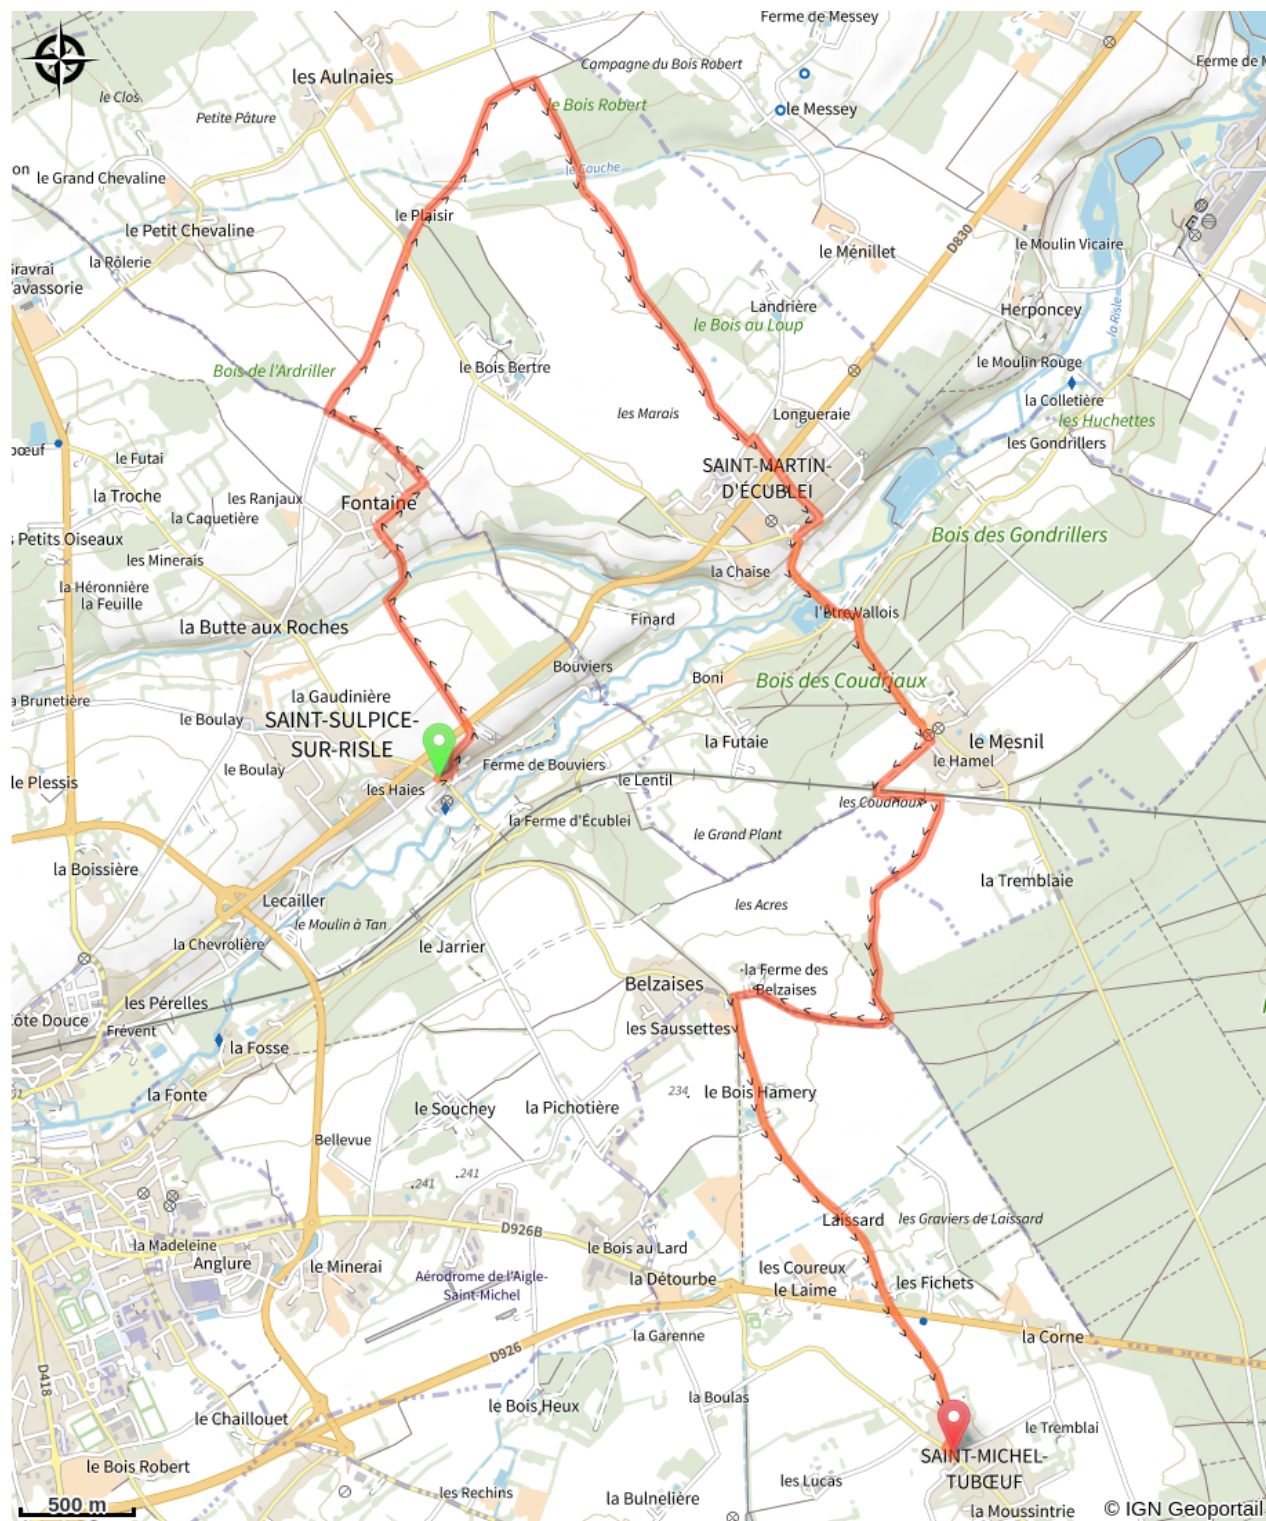 Ferme de Messey
Campagne du Bois Robert
les Aulnaies
le Clos
Petite Pâture
le Bois Robert
le Messey
le Cauche
le Grand Chevaline
le Plaisir
le Petit Chevaline
la Rôlerie
D830
le Ménillet
le Moulin Vicaire
Landrière
Herponcey
la Risle
le Bois au Loup
Bois de l'Ardriller
le Bois Bertre
le Moulin Rouge
la Colletière
les Marais
Longueraie
les Huchettes
les Gondrillers
le Futai
SAINT-MARTIN-
D'ÉCUBLEI
la Troche
les Ranjaux
Fontaine
la Caquetière
Petits Oiseaux
Bois des Gondrillers
les Minerais
la Chaise
la Héronnière
la Feuille
l'Être Vallois
la Butte aux Roches
Finard
Bouviers
Boni
Bois des Coudrjaux
la Gaudinière
SAINT-SULPICE-
SUR-RISLE
le Boulay
la Futaie
le Mesnil
le Hamel
le Boulay
Ferme de Bouviers
le Lentil
le Plessis
les Haies
les Coudriaux
la Ferme d'Écublei
le Grand Plant
la Boissière
la Tremblaie
Lecailler
les Acres
le Moulin à Tan
la Chevrolière
le Jarrier
la Ferme des
Belzaises
Belzaises
les Pérelles
Côte Douce
Frévent
les Saussettes
la Fosse
la Fonte
234
le Bois Hamery
le Souchey
la Pichotière
Bellevue
241
241
Laissard
les Graviers de Laissard
D926B
la Madeleine
Anglure
le Minerai
le Bois au Lard
Aérodrome de l'Aigle-
Saint-Michel
la Détourbe
les Coureux
le Laime
les Fichets
la Garenne
la Corne
D926
D418
la Boulas
le Chaillouet
le Bois Heux
le Tremblai
SAINT-MICHEL-
TUBŒUF
le Bois Robert
les Rechins
la Bulnelière
les Lucas
la Moussintrie
500 m
© IGN Geoportail